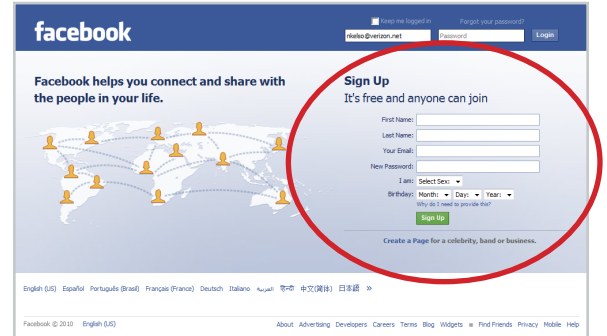 facebook
Keep me logged in Forgot your password?
nkelso@verizon.net Password Login
Facebook helps you connect and share with
the people in your life.
Sign Up
It's free and anyone can join
First Name:
Last Name:
Your Email:
New Password:
I am: Select Sex:
Birthday: Month: Day: Year:
Why do I need to provide this?
Sign Up
Create a Page for a celebrity, band or business.
English (US) Español Português (Brasil) Français (France) Deutsch Italiano العربية हिन्दी 中文(简体) 日本語 »
Facebook © 2010 English (US)
About Advertising Developers Careers Terms Blog Widgets Find Friends Privacy Mobile Help